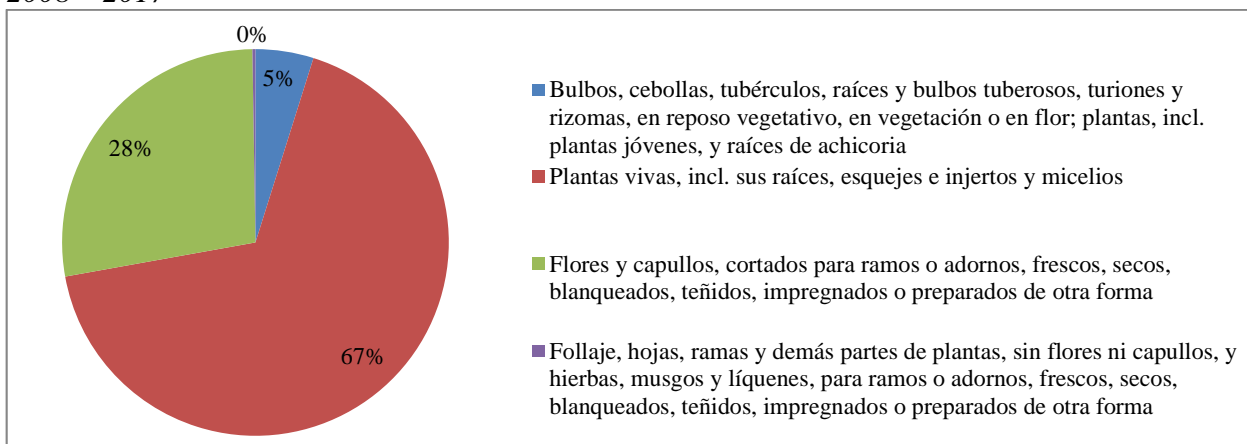 0%
5%
28%
67%
Bulbos, cebollas, tubérculos, raíces y bulbos tuberosos, turiones y
rizomas, en reposo vegetativo, en vegetación o en flor; plantas, incl.
plantas jóvenes, y raíces de achicoria
Plantas vivas, incl. sus raíces, esquejes e injertos y micelios
Flores y capullos, cortados para ramos o adornos, frescos, secos,
blanqueados, teñidos, impregnados o preparados de otra forma
Follaje, hojas, ramas y demás partes de plantas, sin flores ni capullos, y
hierbas, musgos y líquenes, para ramos o adornos, frescos, secos,
blanqueados, teñidos, impregnados o preparados de otra forma